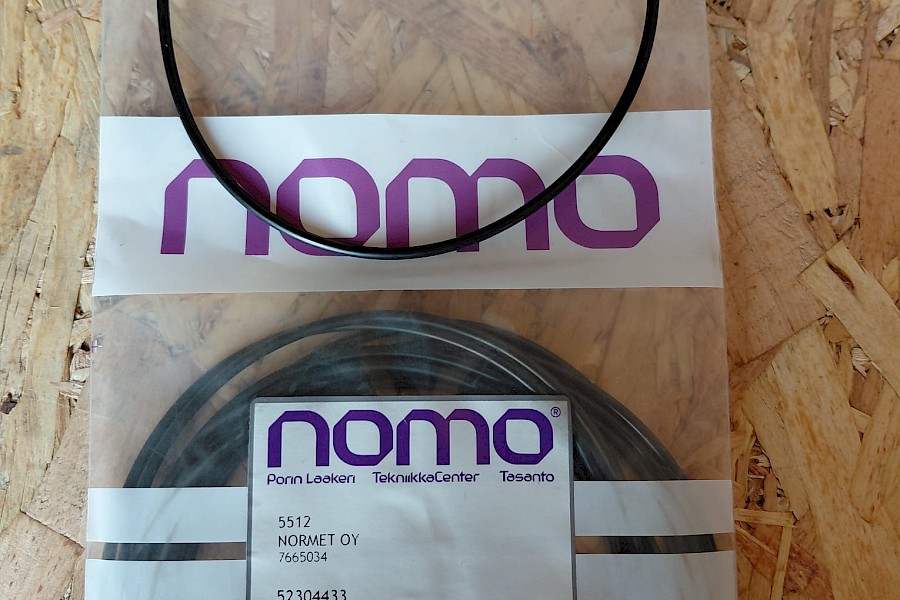 nomo
nomo®
Porin Laakeri TekniikkaCenter Tasanto
5512
NORMET OY
7665034
52304433